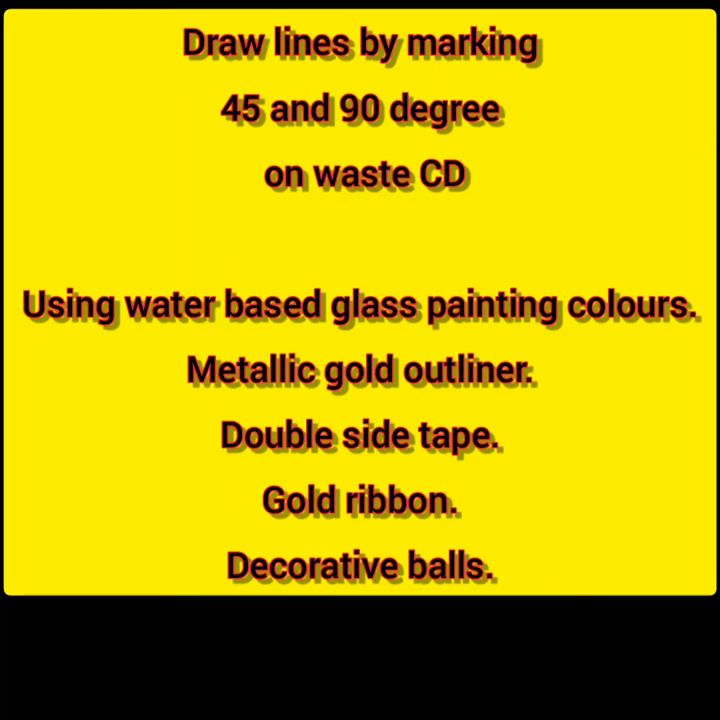 Draw lines by marking
45 and 90 degree
on waste CD
Using water based glass painting colours.
Metallic gold outliner.
Double side tape.
Gold ribbon.
Decorative balls.